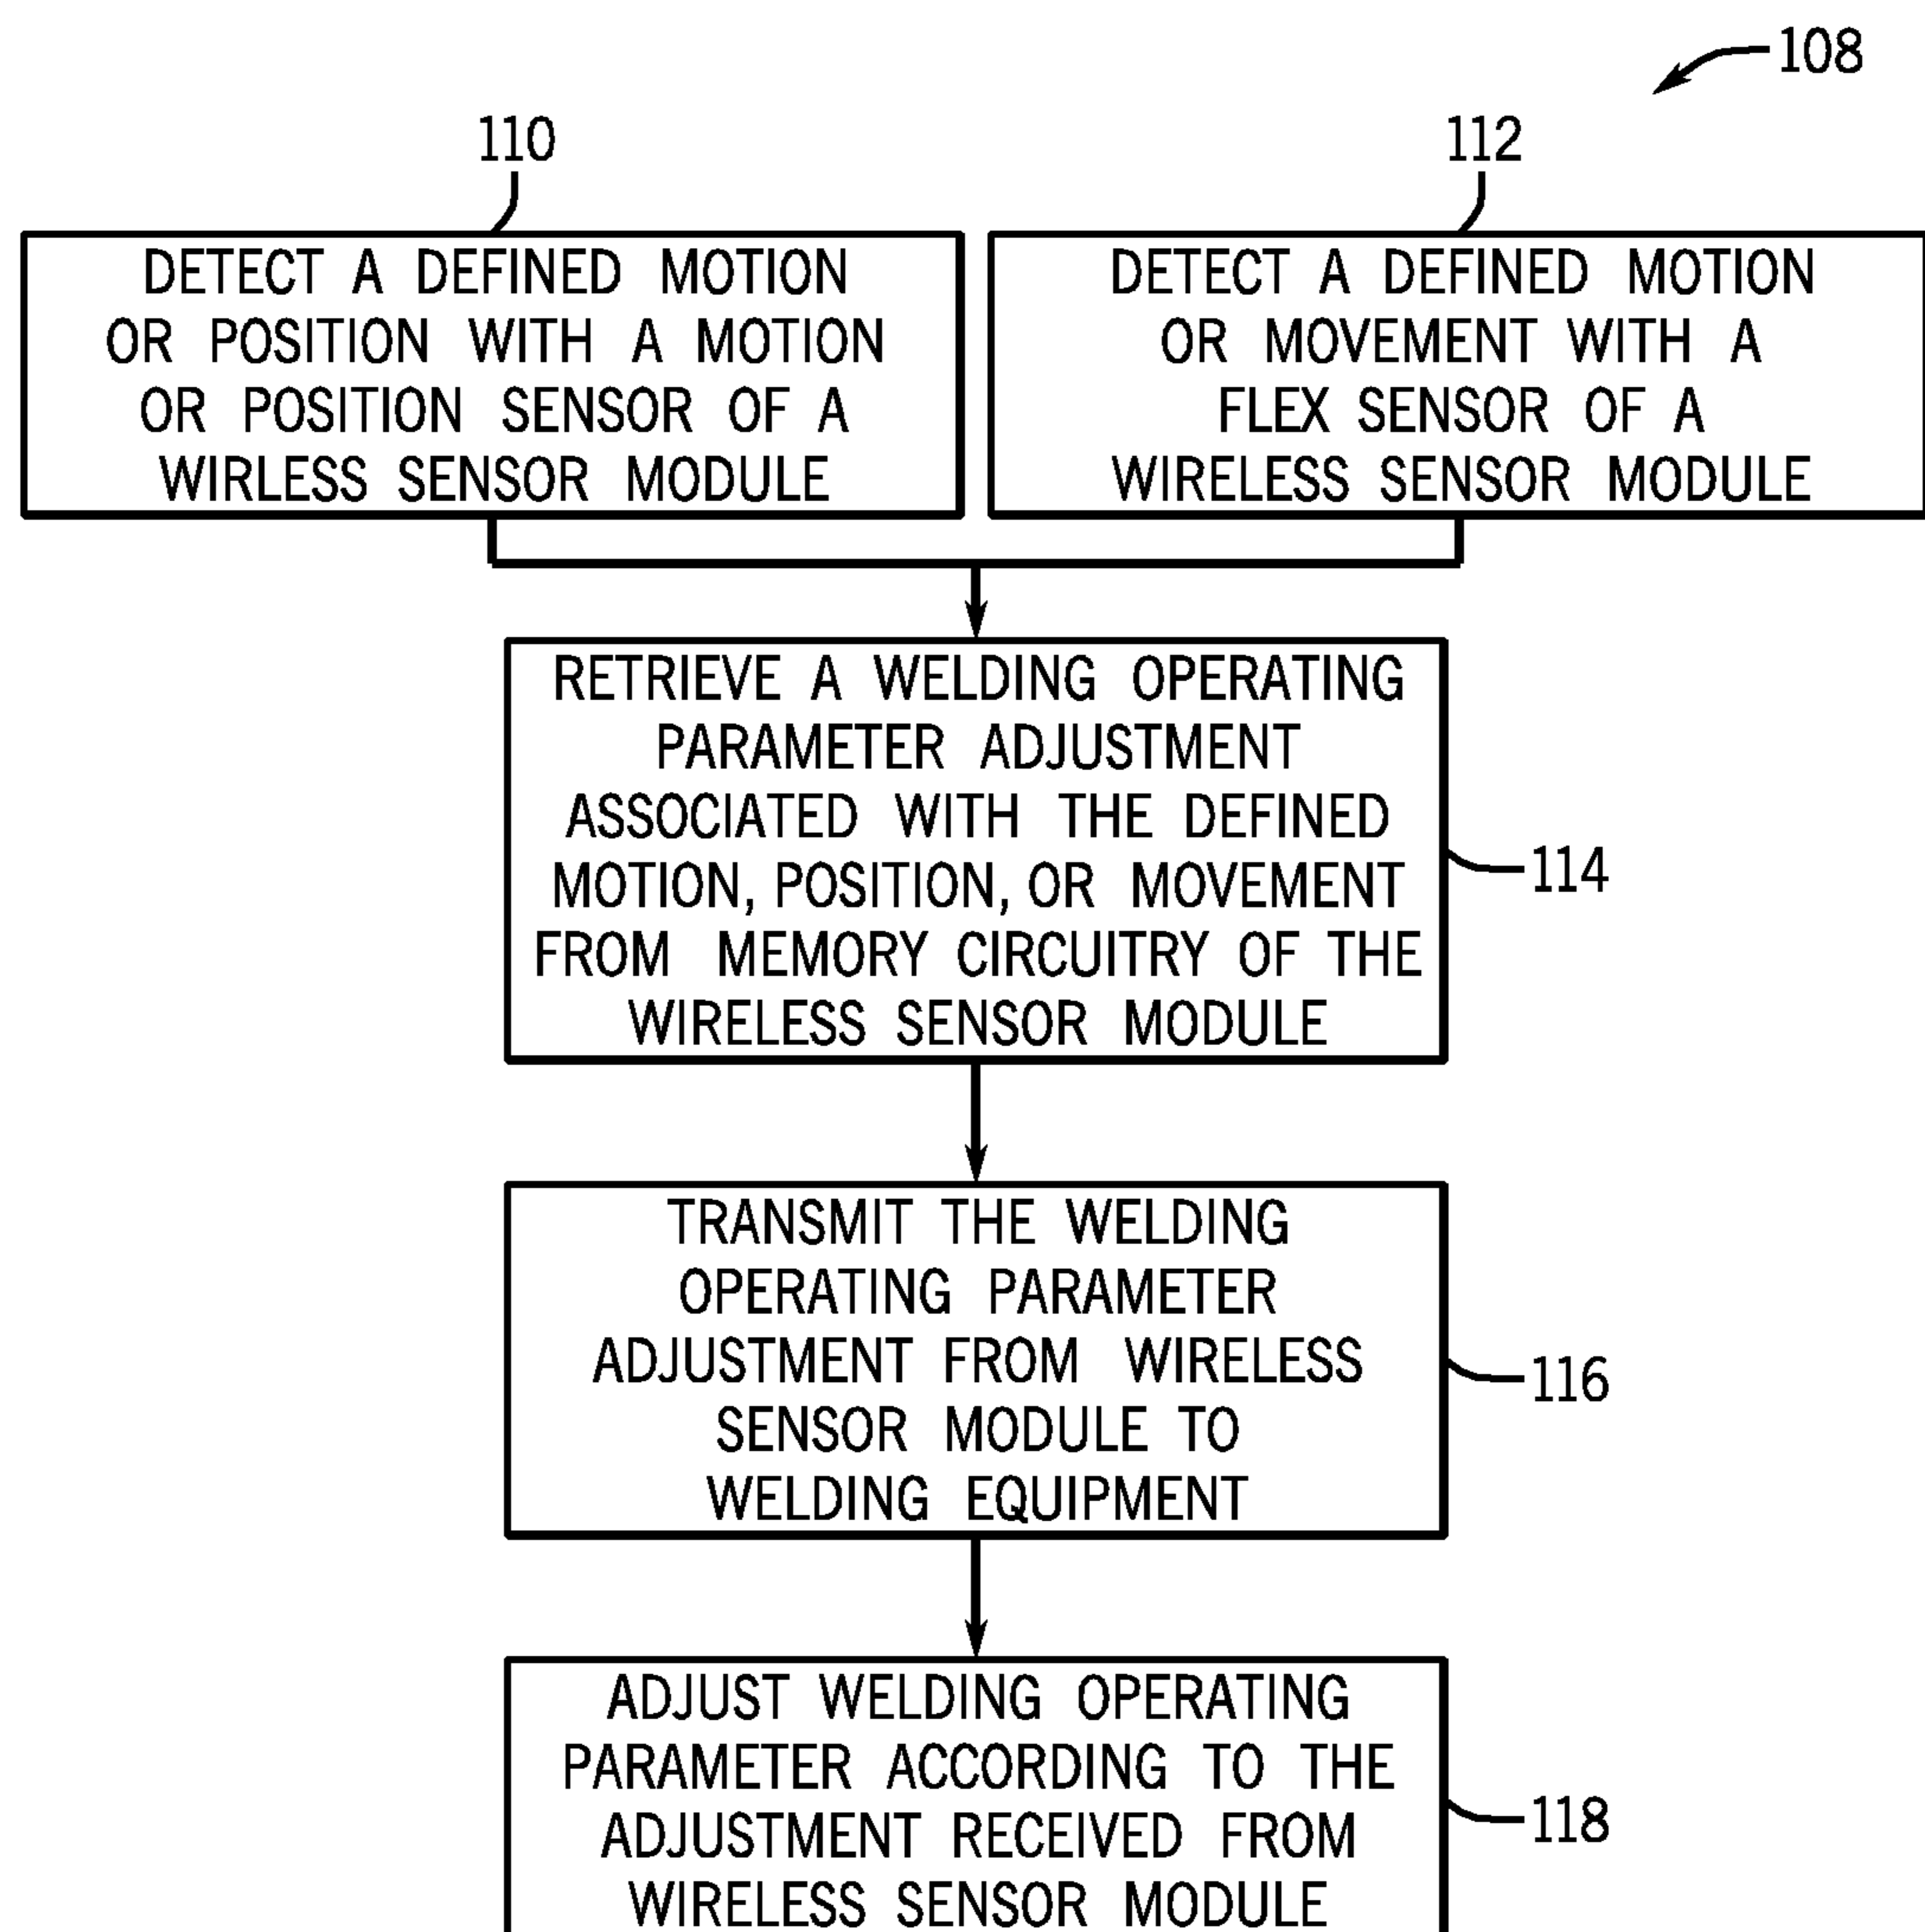 108
110
DETECT A DEFINED MOTION
OR POSITION WITH A MOTION
OR POSITION SENSOR OF A
WIRLESS SENSOR MODULE
112
DETECT A DEFINED MOTION
OR MOVEMENT WITH A
FLEX SENSOR OF A
WIRELESS SENSOR MODULE
RETRIEVE A WELDING OPERATING
PARAMETER ADJUSTMENT
ASSOCIATED WITH THE DEFINED
MOTION, POSITION, OR MOVEMENT
FROM MEMORY CIRCUITRY OF THE
WIRELESS SENSOR MODULE
114
TRANSMIT THE WELDING
OPERATING PARAMETER
ADJUSTMENT FROM WIRELESS
SENSOR MODULE TO
WELDING EQUIPMENT
116
ADJUST WELDING OPERATING
PARAMETER ACCORDING TO THE
ADJUSTMENT RECEIVED FROM
WIRELESS SENSOR MODULE
118